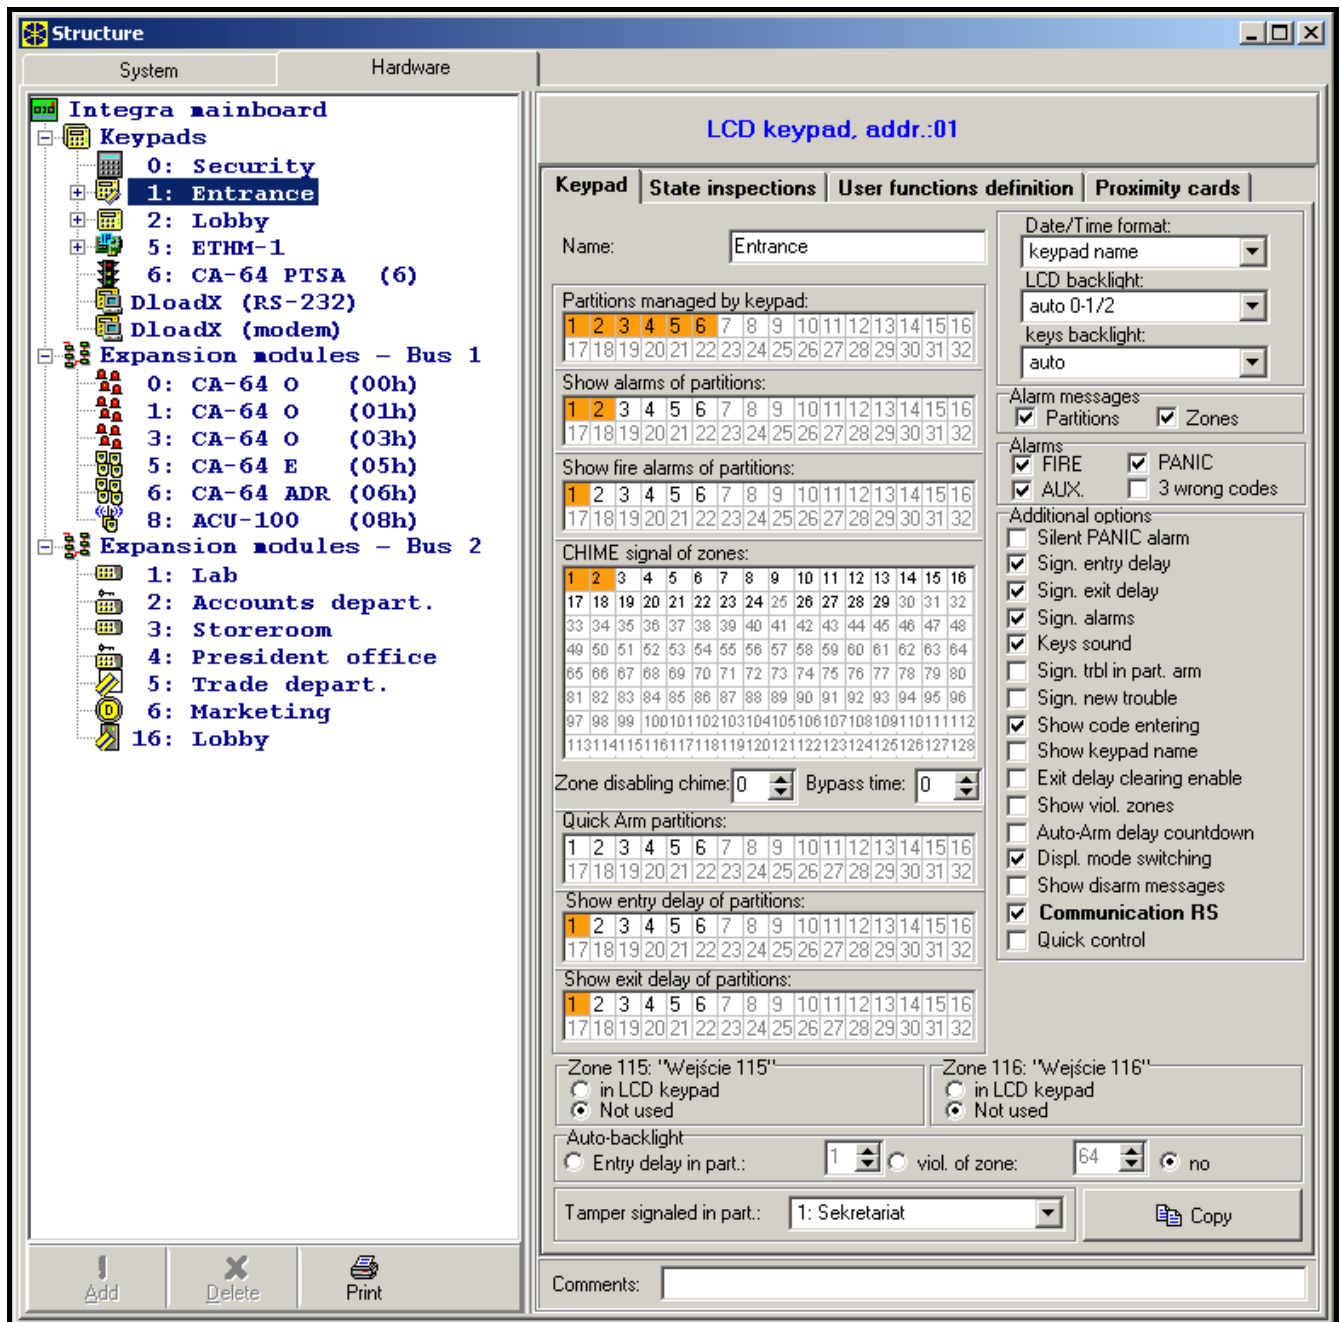 Structure
System
Hardware
Integra mainboard
Keypads
0: Security
1: Entrance
2: Lobby
5: ETHM-1
6: CA-64 PTSA (6)
DloadX (RS-232)
DloadX (modem)
Expansion modules – Bus 1
0: CA-64 O (00h)
1: CA-64 O (01h)
3: CA-64 O (03h)
5: CA-64 E (05h)
6: CA-64 ADR (06h)
8: ACU-100 (08h)
Expansion modules – Bus 2
1: Lab
2: Accounts depart.
3: Storeroom
4: President office
5: Trade depart.
6: Marketing
16: Lobby
Add
Delete
Print
LCD keypad, addr.:01
Keypad
State inspections
User functions definition
Proximity cards
Name: Entrance
Partitions managed by keypad:
1 2 3 4 5 6 7 8 9 10 11 12 13 14 15 16
17 18 19 20 21 22 23 24 25 26 27 28 29 30 31 32
Show alarms of partitions:
1 2 3 4 5 6 7 8 9 10 11 12 13 14 15 16
17 18 19 20 21 22 23 24 25 26 27 28 29 30 31 32
Show fire alarms of partitions:
1 2 3 4 5 6 7 8 9 10 11 12 13 14 15 16
17 18 19 20 21 22 23 24 25 26 27 28 29 30 31 32
CHIME signal of zones:
1 2 3 4 5 6 7 8 9 10 11 12 13 14 15 16
17 18 19 20 21 22 23 24 25 26 27 28 29 30 31 32
33 34 35 36 37 38 39 40 41 42 43 44 45 46 47 48
49 50 51 52 53 54 55 56 57 58 59 60 61 62 63 64
65 66 67 68 69 70 71 72 73 74 75 76 77 78 79 80
81 82 83 84 85 86 87 88 89 90 91 92 93 94 95 96
97 98 99 100 101 102 103 104 105 106 107 108 109 110 111 112
113 114 115 116 117 118 119 120 121 122 123 124 125 126 127 128
Zone disabling chime: 0 Bypass time: 0
Quick Arm partitions:
1 2 3 4 5 6 7 8 9 10 11 12 13 14 15 16
17 18 19 20 21 22 23 24 25 26 27 28 29 30 31 32
Show entry delay of partitions:
1 2 3 4 5 6 7 8 9 10 11 12 13 14 15 16
17 18 19 20 21 22 23 24 25 26 27 28 29 30 31 32
Show exit delay of partitions:
1 2 3 4 5 6 7 8 9 10 11 12 13 14 15 16
17 18 19 20 21 22 23 24 25 26 27 28 29 30 31 32
Date/Time format:
keypad name
LCD backlight:
auto 0-1/2
keys backlight:
auto
Alarm messages
Partitions Zones
Alarms
FIRE PANIC
AUX. 3 wrong codes
Additional options
Silent PANIC alarm
Sign. entry delay
Sign. exit delay
Sign. alarms
Keys sound
Sign. trbl in part. arm
Sign. new trouble
Show code entering
Show keypad name
Exit delay clearing enable
Show viol. zones
Auto-Arm delay countdown
Displ. mode switching
Show disarm messages
Communication RS
Quick control
Zone 115: "Wejście 115"
in LCD keypad
Not used
Zone 116: "Wejście 116"
in LCD keypad
Not used
Auto-backlight
Entry delay in part.: 1 viol. of zone: 64 no
Tamper signaled in part.: 1: Sekretariat
Copy
Comments: